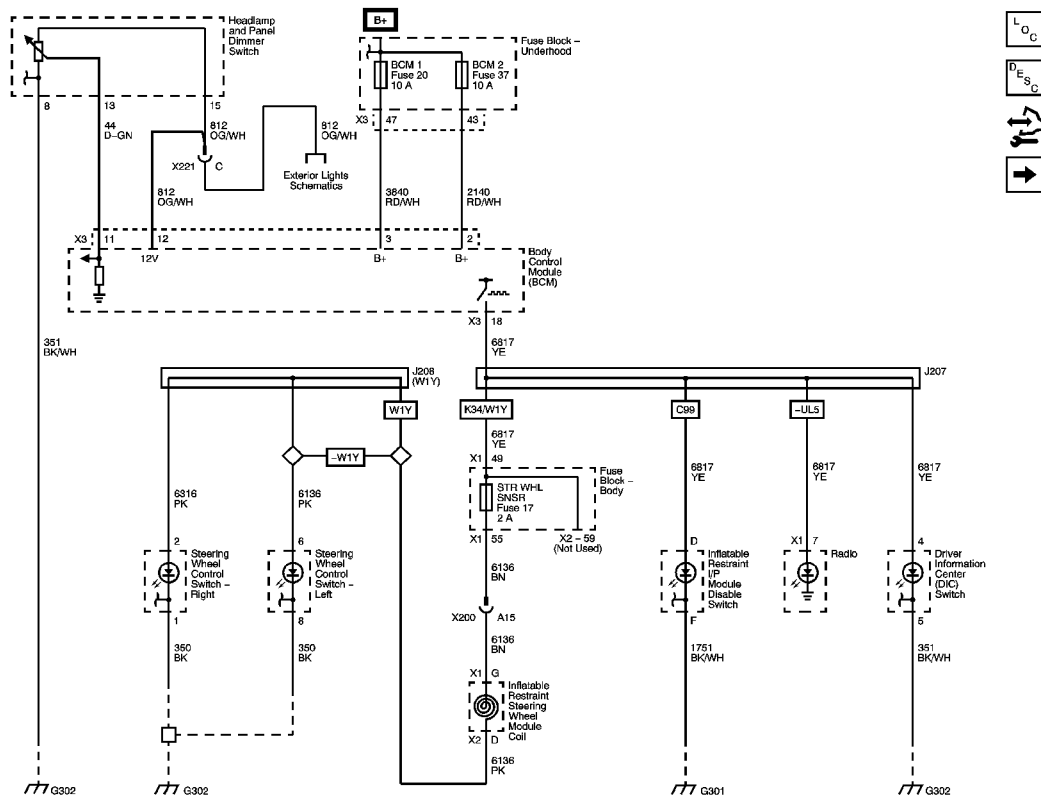 Headlamp
and Panel
Dimmer
Switch
B+
Fuse Block –
Underhood
BCM 1
Fuse 20
10 A
BCM 2
Fuse 37
10 A
L
O
C
D
E
S
C
8
13
15
X3
47
43
44
D–GN
812
OG/WH
812
OG/WH
X221
C
Exterior Lights
Schematics
812
OG/WH
3840
RD/WH
2140
RD/WH
X3
11
12
3
2
12V
B+
B+
Body
Control
Module
(BCM)
X3
18
351
BK/WH
6817
YE
J208
(W1Y)
J207
W1Y
K34/W1Y
C99
–UL5
–W1Y
6817
YE
X1
49
Fuse
Block –
Body
STR WHL
SNSR
Fuse 17
2 A
6817
YE
6817
YE
6817
YE
6316
PK
6136
PK
X1
55
X2 – 59
(Not Used)
2
Steering
Wheel
Control
Switch –
Right
6
Steering
Wheel
Control
Switch –
Left
6136
BN
D
Inflatable
Restraint
I/P
Module
Disable
Switch
X1
7
Radio
4
Driver
Information
Center
(DIC)
Switch
X200
A15
1
8
F
5
350
BK
350
BK
6136
BN
1751
BK/WH
351
BK/WH
X1
G
Inflatable
Restraint
Steering
Wheel
Module
Coil
X2
D
6136
PK
G302
G302
G301
G302